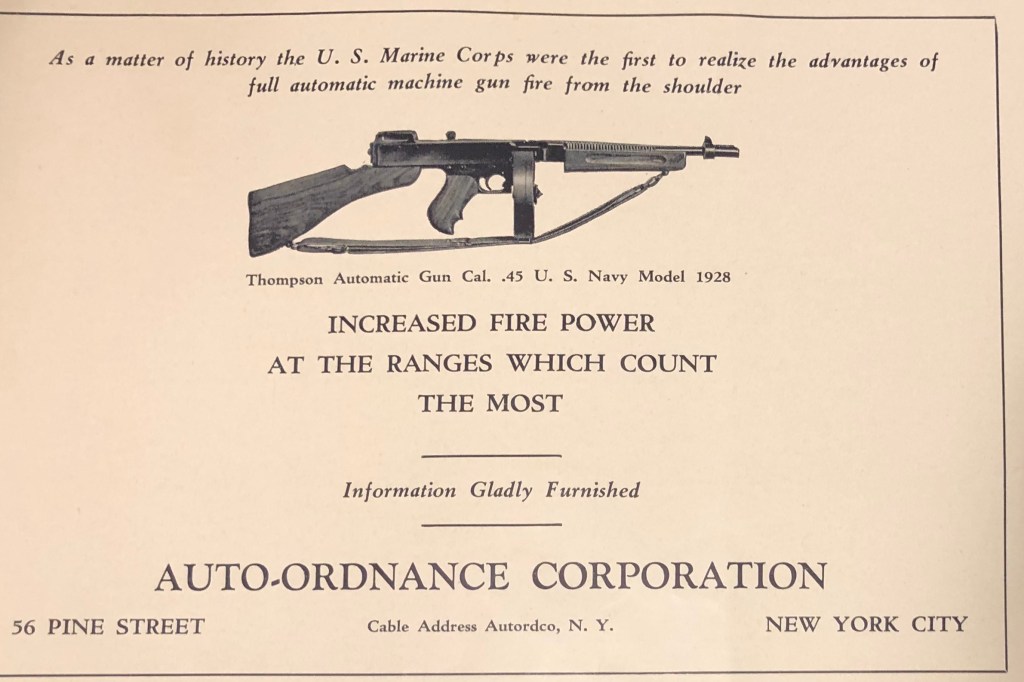 As a matter of history the U. S. Marine Corps were the first to realize the advantages of
full automatic machine gun fire from the shoulder
Thompson Automatic Gun Cal. .45 U. S. Navy Model 1928
INCREASED FIRE POWER
AT THE RANGES WHICH COUNT
THE MOST
Information Gladly Furnished
AUTO-ORDNANCE CORPORATION
56 PINE STREET Cable Address Autordco, N. Y. NEW YORK CITY